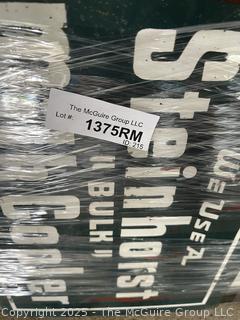 The McGuire Group LLC
Lot #:
1375RM
ID: 215
WE USE A
Steinhorst
BULK
Cooler
Copyright © 2025 - The McGuire Group LLC